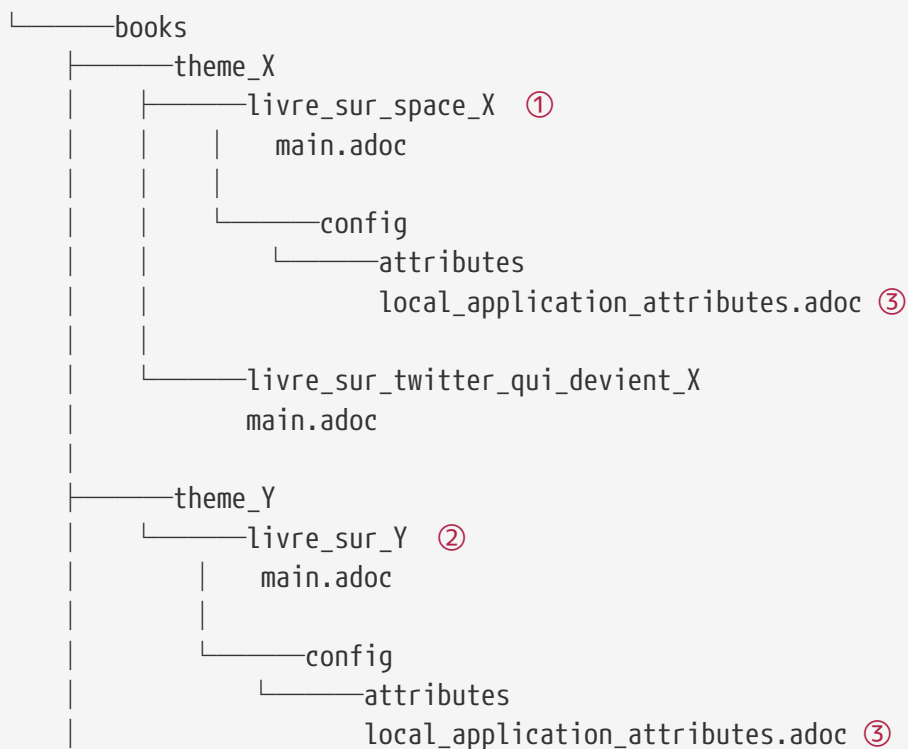 └──────books
    ├──────theme_X
    │    ├──────livre_sur_space_X ①
    │    │    │    main.adoc
    │    │    │
    │    │    └──────config
    │    │        └──────attributes
    │    │               local_application_attributes.adoc ③
    │    │
    │    └──────livre_sur_twitter_qui_devient_X
    │           main.adoc
    │
    ├──────theme_Y
    │    └──────livre_sur_Y ②
    │        │    main.adoc
    │        │
    │        └──────config
    │            └──────attributes
    │                   local_application_attributes.adoc ③